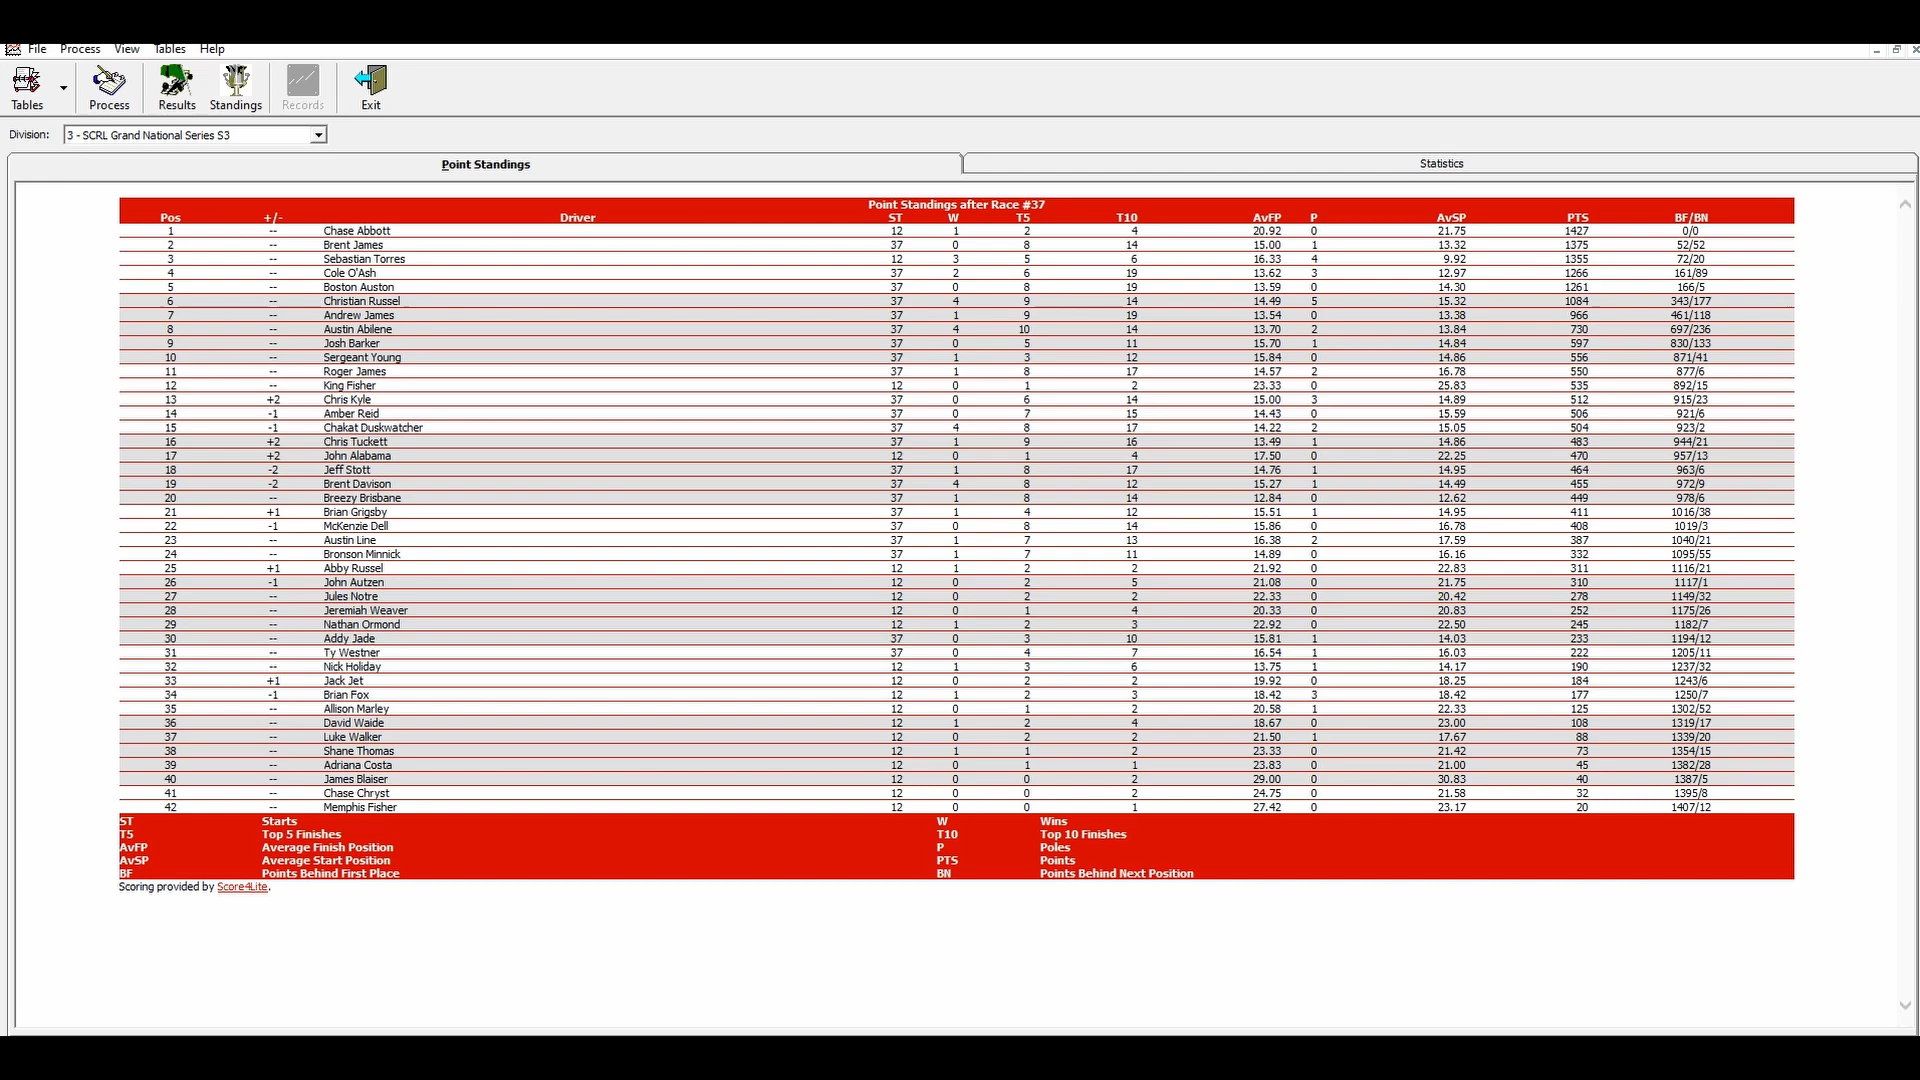 File Process View Tables Help
Tables Process Results Standings Records Exit
Division: 3 - SCRL Grand National Series S3
Point Standings Statistics
Point Standings after Race #37
Pos +/- Driver ST W T5 T10 AvFP P AvSP PTS BF/BN
1 -- Chase Abbott 12 1 2 4 20.92 0 21.75 1427 0/0
2 -- Brent James 37 0 8 14 15.00 1 13.32 1375 52/52
3 -- Sebastian Torres 12 3 5 6 16.33 4 9.92 1355 72/20
4 -- Cole O'Ash 37 2 6 19 13.62 3 12.97 1266 161/89
5 -- Boston Auston 37 0 8 19 13.59 0 14.30 1261 166/5
6 -- Christian Russel 37 4 9 14 14.49 5 15.32 1084 343/177
7 -- Andrew James 37 1 9 19 13.54 0 13.38 966 461/118
8 -- Austin Abilene 37 4 10 14 13.70 2 13.84 730 697/236
9 -- Josh Barker 37 0 5 11 15.70 1 14.84 597 830/133
10 -- Sergeant Young 37 1 3 12 15.84 0 14.86 556 871/41
11 -- Roger James 37 1 8 17 14.57 2 16.78 550 877/6
12 -- King Fisher 12 0 1 2 23.33 0 25.83 535 892/15
13 +2 Chris Kyle 37 0 6 14 15.00 3 14.89 512 915/23
14 -1 Amber Reid 37 0 7 15 14.43 0 15.59 506 921/6
15 -1 Chakat Duskwatcher 37 4 8 17 14.22 2 15.05 504 923/2
16 +2 Chris Tuckett 37 1 9 16 13.49 1 14.86 483 944/21
17 +2 John Alabama 12 0 1 4 17.50 0 22.25 470 957/13
18 -2 Jeff Stott 37 1 8 17 14.76 1 14.95 464 963/6
19 -2 Brent Davison 37 4 8 12 15.27 1 14.49 455 972/9
20 -- Breezy Brisbane 37 1 8 14 12.84 0 12.62 449 978/6
21 +1 Brian Grigsby 37 1 4 12 15.51 1 14.95 411 1016/38
22 -1 McKenzie Dell 37 0 8 14 15.86 0 16.78 408 1019/3
23 -- Austin Line 37 1 7 13 16.38 2 17.59 387 1040/21
24 -- Bronson Minnick 37 1 7 11 14.89 0 16.16 332 1095/55
25 +1 Abby Russel 12 1 2 2 21.92 0 22.83 311 1116/21
26 -1 John Autzen 12 0 2 5 21.08 0 21.75 310 1117/1
27 -- Jules Notre 12 0 2 2 22.33 0 20.42 278 1149/32
28 -- Jeremiah Weaver 12 0 1 4 20.33 0 20.83 252 1175/26
29 -- Nathan Ormond 12 1 2 3 22.92 0 22.50 245 1182/7
30 -- Addy Jade 37 0 3 10 15.81 1 14.03 233 1194/12
31 -- Ty Westner 37 0 4 7 16.54 1 16.03 222 1205/11
32 -- Nick Holiday 12 1 3 6 13.75 1 14.17 190 1237/32
33 +1 Jack Jet 12 0 2 2 19.92 0 18.25 184 1243/6
34 -1 Brian Fox 12 1 2 3 18.42 3 18.42 177 1250/7
35 -- Allison Marley 12 0 1 2 20.58 1 22.33 125 1302/52
36 -- David Waide 12 1 2 4 18.67 0 23.00 108 1319/17
37 -- Luke Walker 12 0 2 2 21.50 1 17.67 88 1339/20
38 -- Shane Thomas 12 1 1 2 23.33 0 21.42 73 1354/15
39 -- Adriana Costa 12 0 1 1 23.83 0 21.00 45 1382/28
40 -- James Blaiser 12 0 0 2 29.00 0 30.83 40 1387/5
41 -- Chase Chryst 12 0 0 2 24.75 0 21.58 32 1395/8
42 -- Memphis Fisher 12 0 0 1 27.42 0 23.17 20 1407/12
ST Starts W Wins
T5 Top 5 Finishes T10 Top 10 Finishes
AvFP Average Finish Position P Poles
AvSP Average Start Position PTS Points
BF Points Behind First Place BN Points Behind Next Position
Scoring provided by Score4Lite.